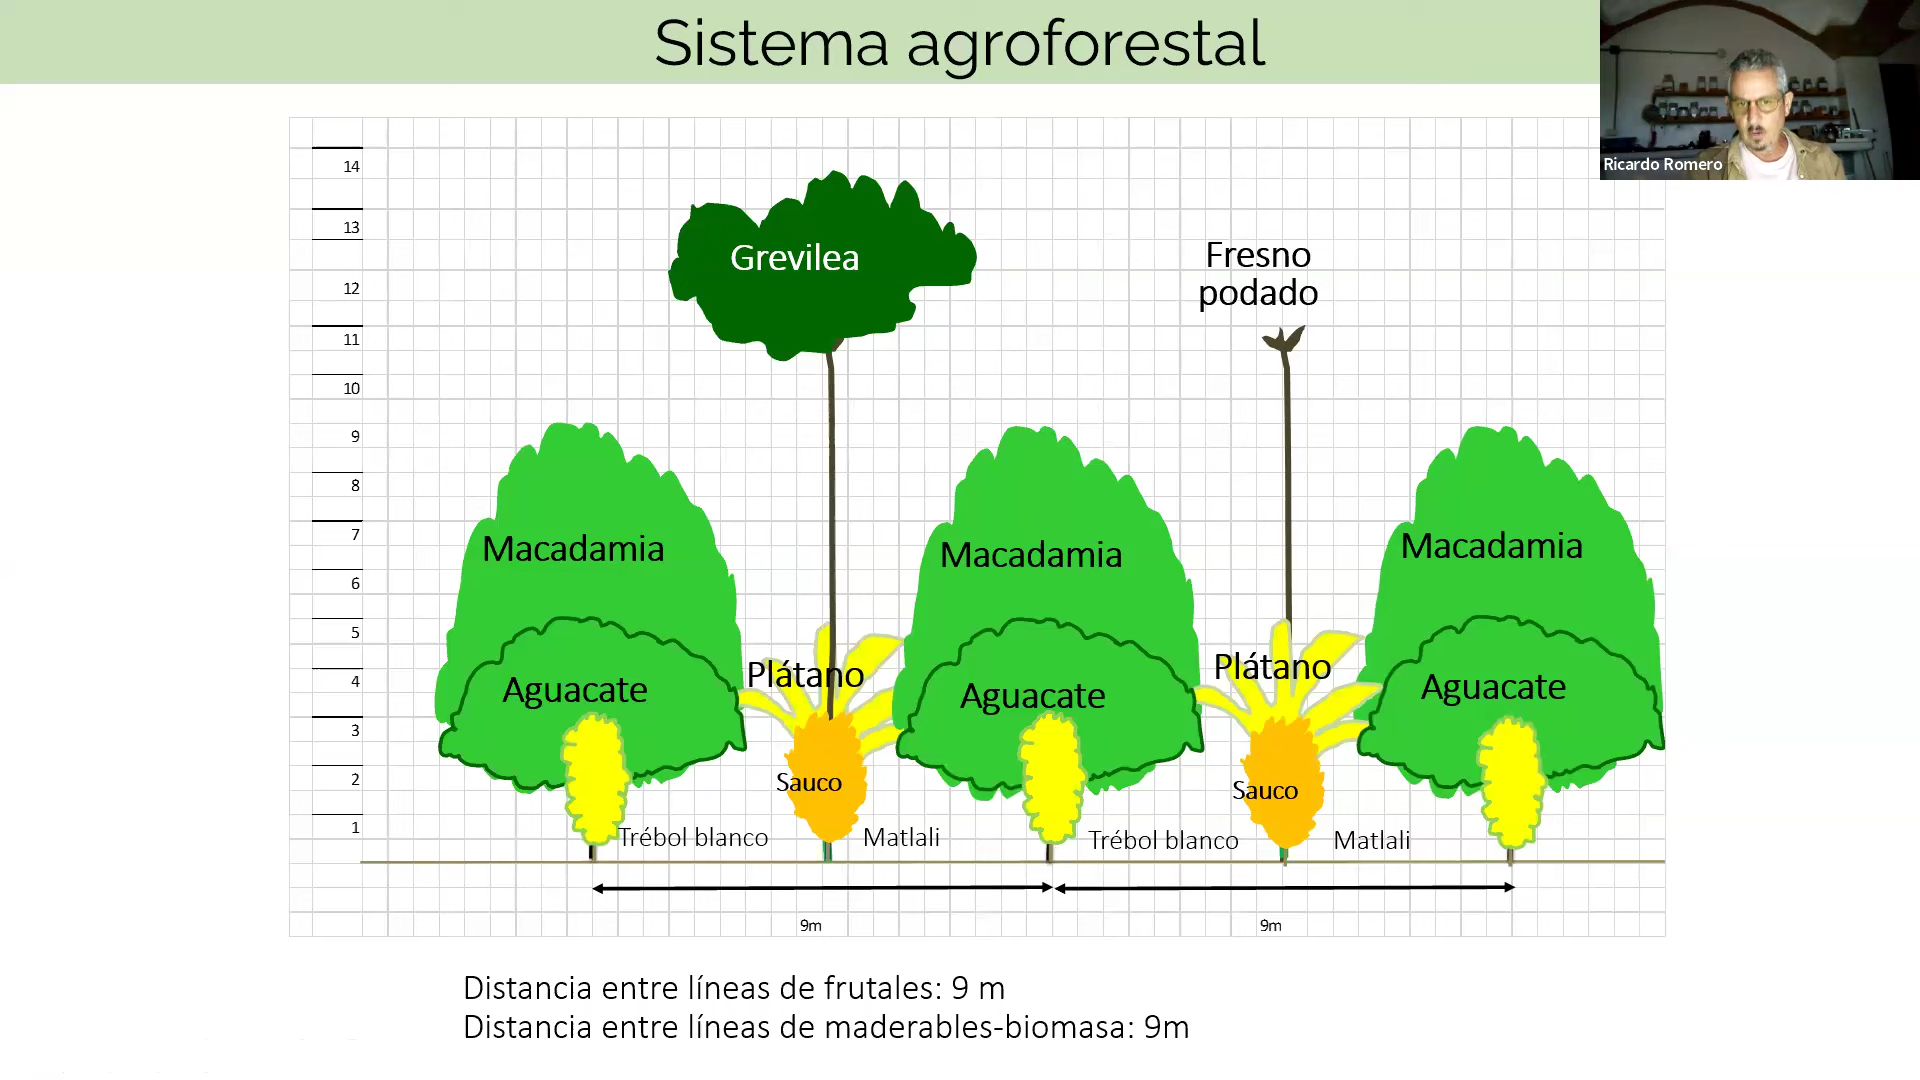 Sistema agroforestal
Ricardo Romero
14
13
12
11
10
9
8
7
6
5
4
3
2
1
Grevilea
Fresno
podado
Macadamia
Macadamia
Macadamia
Aguacate
Plátano
Aguacate
Plátano
Aguacate
Sauco
Sauco
Trébol blanco
Matlali
Trébol blanco
Matlali
9m
9m
Distancia entre líneas de frutales: 9 m
Distancia entre líneas de maderables-biomasa: 9m